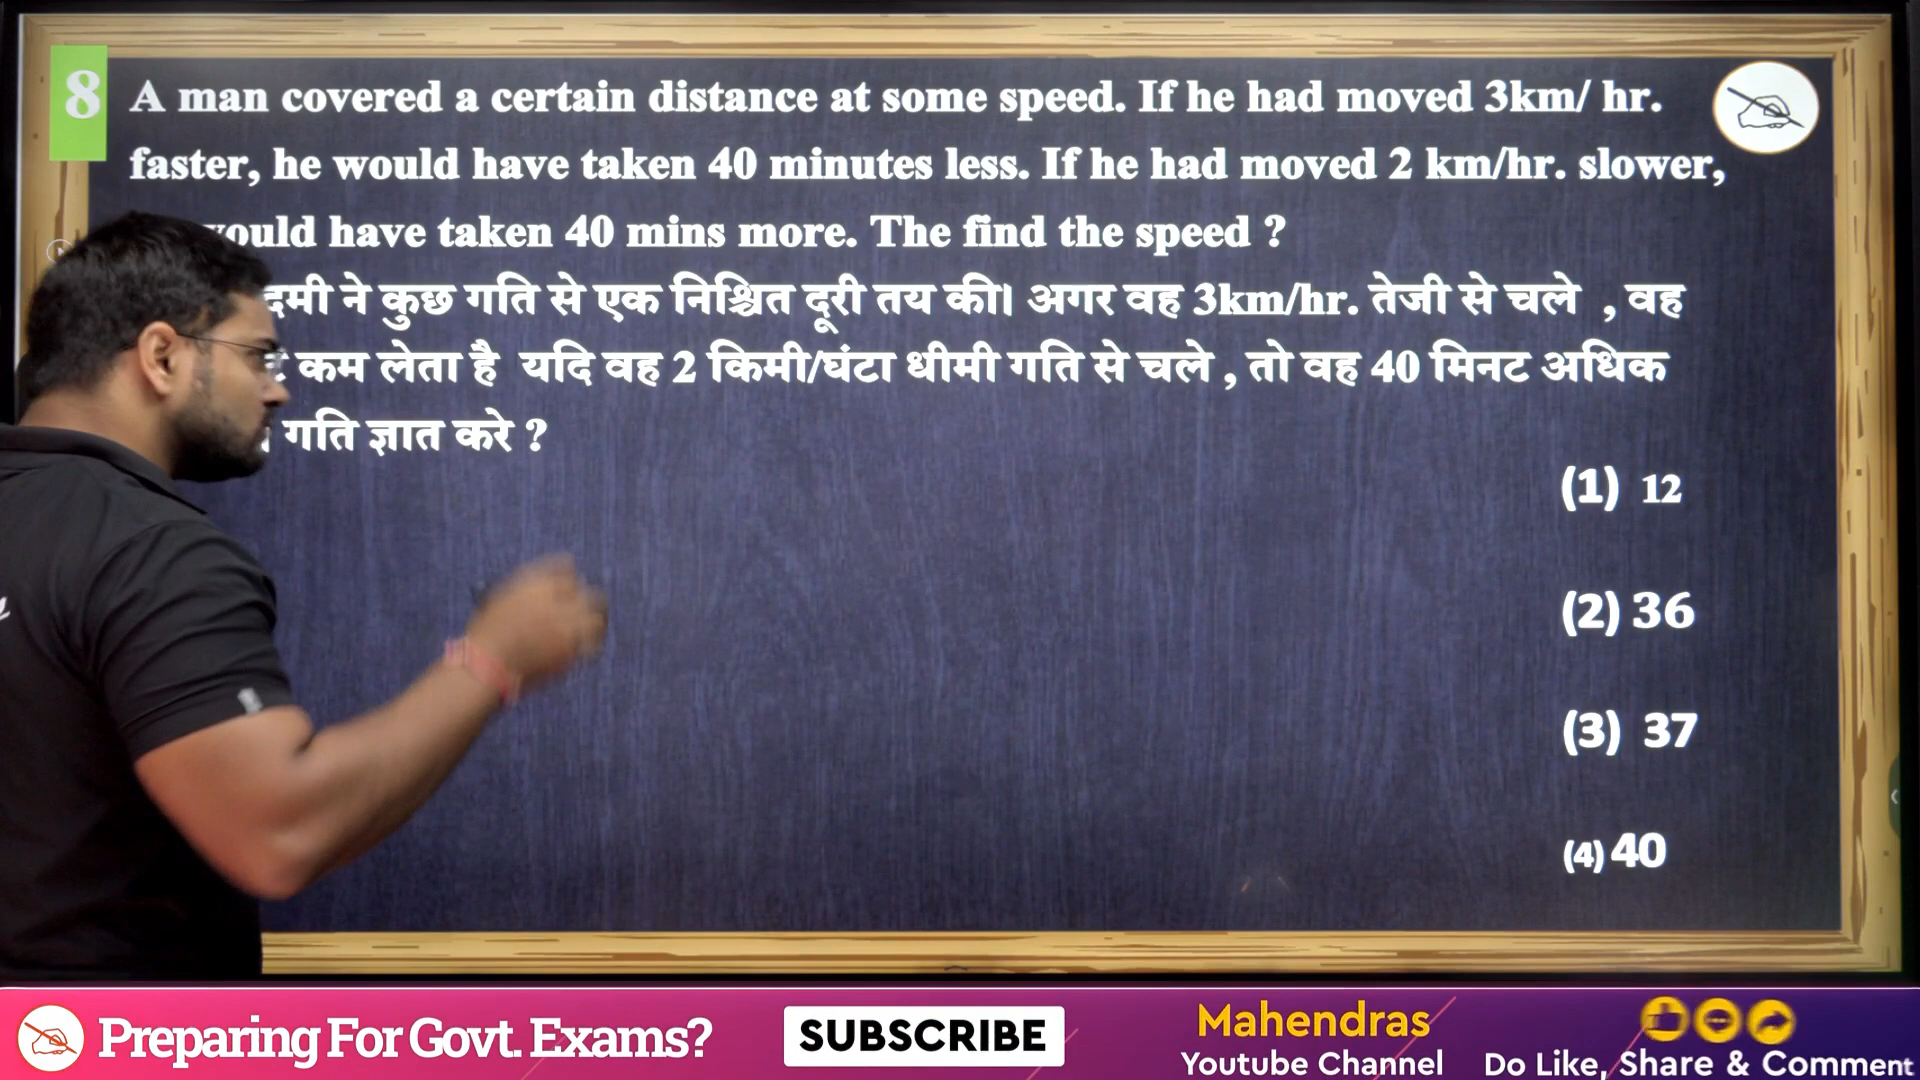 8
A man covered a certain distance at some speed. If he had moved 3km/ hr.
faster, he would have taken 40 minutes less. If he had moved 2 km/hr. slower,
would have taken 40 mins more. The find the speed ?
दमी ने कुछ गति से एक निश्चित दूरी तय की। अगर वह 3km/hr. तेजी से चले , वह
कम लेता है यदि वह 2 किमी/घंटा धीमी गति से चले , तो वह 40 मिनट अधिक
गति ज्ञात करे ?
(1) 12
(2) 36
(3) 37
(4) 40
Preparing For Govt. Exams?
SUBSCRIBE
Mahendras
Youtube Channel
Do Like, Share & Comment